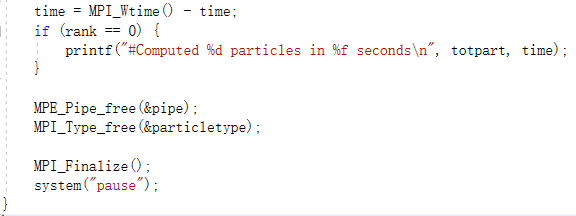 time = MPI_Wtime() - time;
if (rank == 0) {
printf("#Computed %d particles in %f seconds\n", totpart, time);
}
MPE_Pipe_free(&pipe);
MPI_Type_free(&particletype);
MPI_Finalize();
system("pause");
}